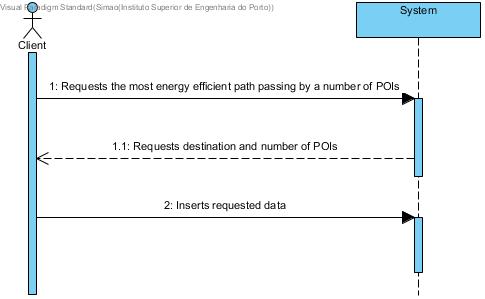 Visual Paradigm Standard(Simao(Instituto Superior de Engenharia do Porto))
System
Client
1: Requests the most energy efficient path passing by a number of POIs
1.1: Requests destination and number of POIs
2: Inserts requested data